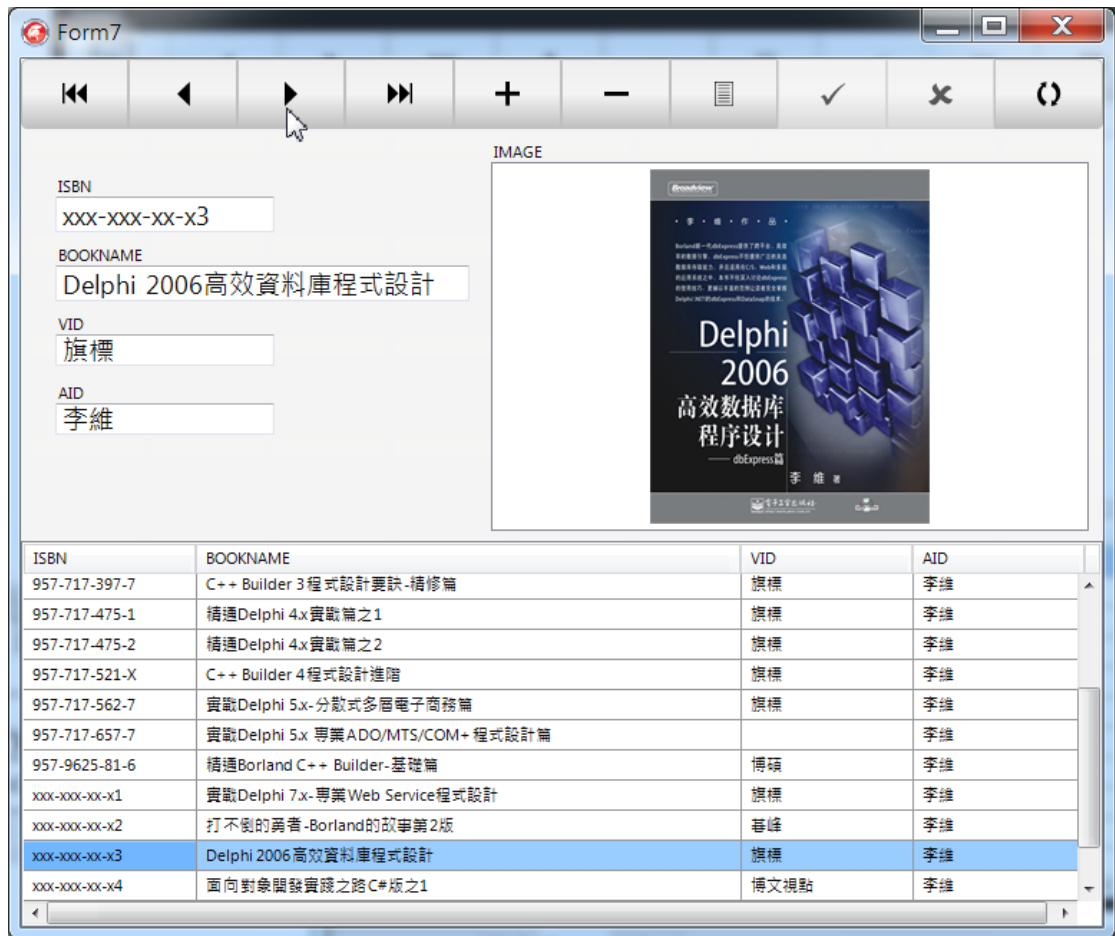 Form7
IMAGE
ISBN
xxx-xxx-xx-x3
BOOKNAME
Delphi 2006高效資料庫程式設計
VID
旗標
AID
李維
Broadview
·李·維·作·品·
Delphi
2006
高效数据库
程序设计
—— dbExpress篇
李 維 著
ISBN BOOKNAME VID AID
957-717-397-7 C++ Builder 3程式設計要訣-精修篇 旗標 李維
957-717-475-1 精通Delphi 4.x實戰篇之1 旗標 李維
957-717-475-2 精通Delphi 4.x實戰篇之2 旗標 李維
957-717-521-X C++ Builder 4程式設計進階 旗標 李維
957-717-562-7 實戰Delphi 5.x-分散式多層電子商務篇 旗標 李維
957-717-657-7 實戰Delphi 5.x 專業ADO/MTS/COM+程式設計篇 李維
957-9625-81-6 精通Borland C++ Builder-基礎篇 博碩 李維
xxx-xxx-xx-x1 實戰Delphi 7.x-專業Web Service程式設計 旗標 李維
xxx-xxx-xx-x2 打不倒的勇者-Borland的故事第2版 碁峰 李維
xxx-xxx-xx-x3 Delphi 2006高效資料庫程式設計 旗標 李維
xxx-xxx-xx-x4 面向對象開發實踐之路C#版之1 博文視點 李維